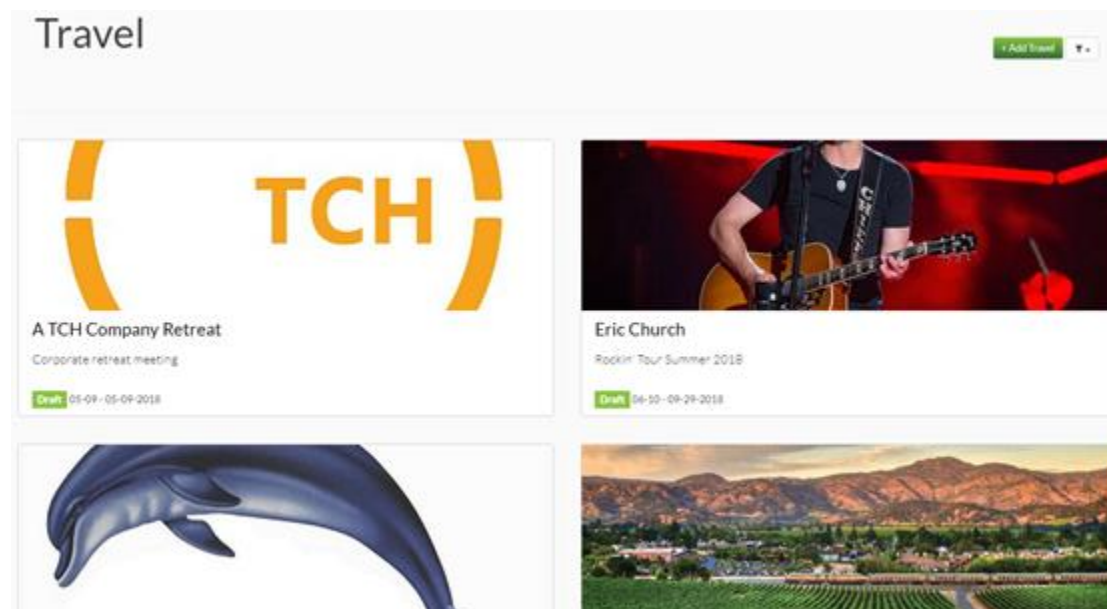 Travel
+ Add Travel
TCH
A TCH Company Retreat
Corporate retreat meeting
Draft 05-09 - 05-09-2018
Eric Church
Rockin' Tour Summer 2018
Draft 06-10 - 09-29-2018